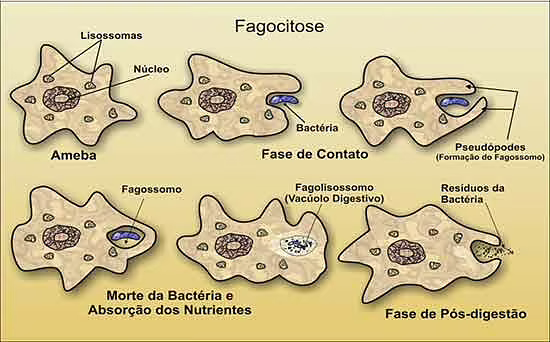 Fagocitose
Lisossomas
Núcleo
Ameba
Bactéria
Fase de Contato
Pseudópodes
(Formação do Fagossomo)
Fagossomo
Fagolisossomo
(Vacúolo Digestivo)
Resíduos da
Bactéria
Morte da Bactéria e
Absorção dos Nutrientes
Fase de Pós-digestão